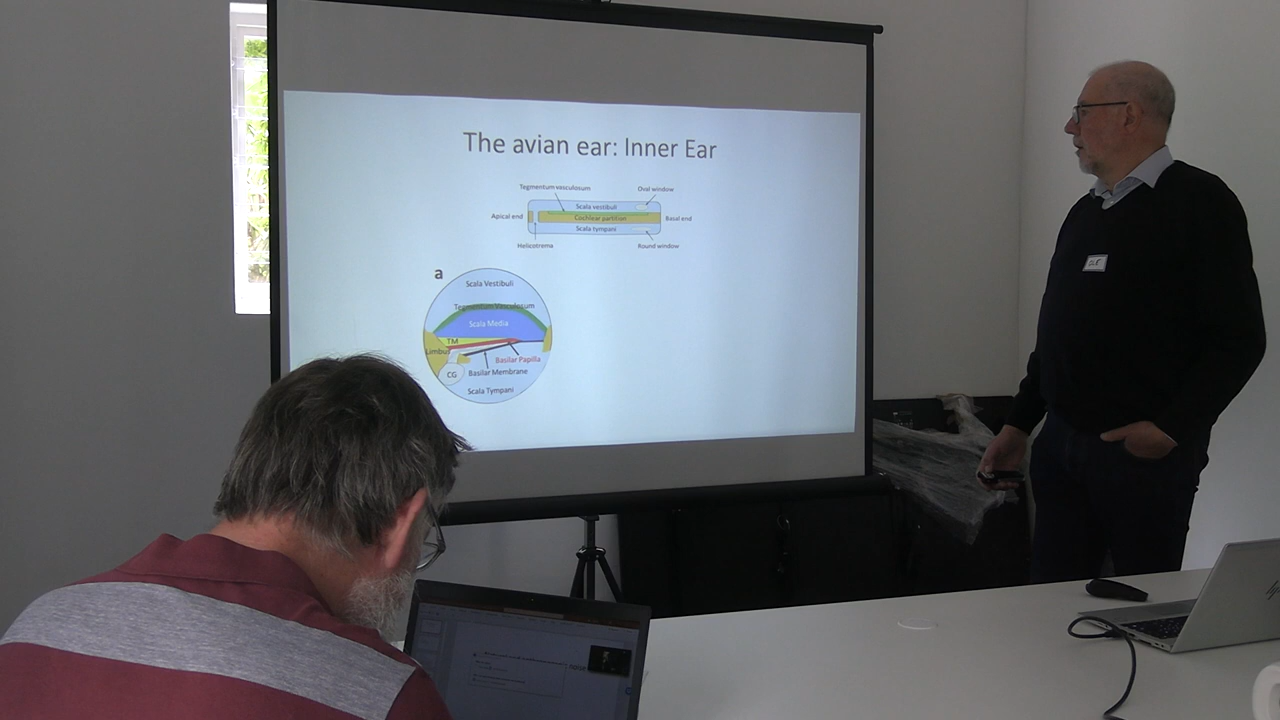 The avian ear: Inner Ear
Tegmentum vasculosum
Oval window
Scala vestibuli
Apical end
Cochlear partition
Basal end
Scala tympani
Helicotrema
Round window
a
Scala Vestibuli
Tegmentum Vasculosum
Scala Media
TM
Limbus
Basilar Papilla
CG
Basilar Membrane
Scala Tympani